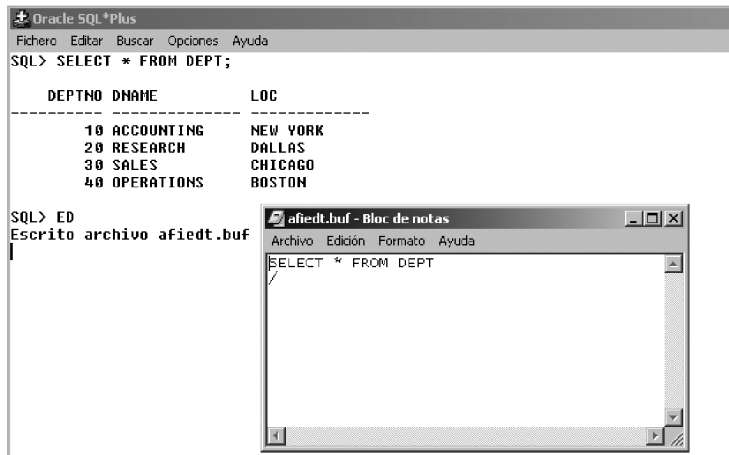 Oracle SQL*Plus
Fichero Editar Buscar Opciones Ayuda
SQL> SELECT * FROM DEPT;
DEPTNO DNAME LOC
---------- -------------- -------------
10 ACCOUNTING NEW YORK
20 RESEARCH DALLAS
30 SALES CHICAGO
40 OPERATIONS BOSTON
SQL> ED
Escrito archivo afiedt.buf
afiedt.buf - Bloc de notas
Archivo Edición Formato Ayuda
SELECT * FROM DEPT
/